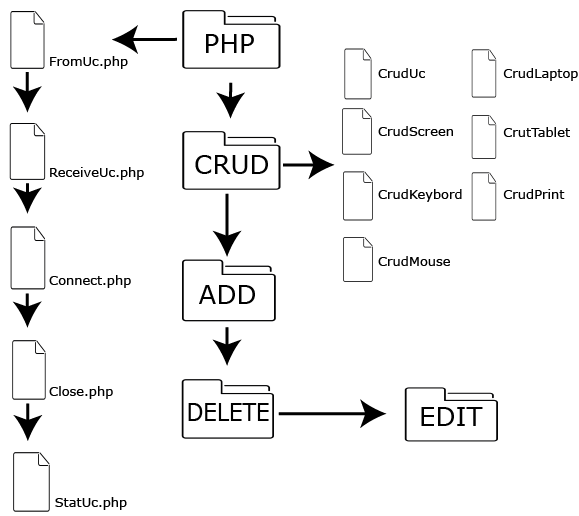 FromUc.php
PHP
CrudUc
CrudLaptop
CrudScreen
CrutTablet
ReceiveUc.php
CRUD
CrudKeybord
CrudPrint
CrudMouse
Connect.php
ADD
Close.php
DELETE
EDIT
StatUc.php